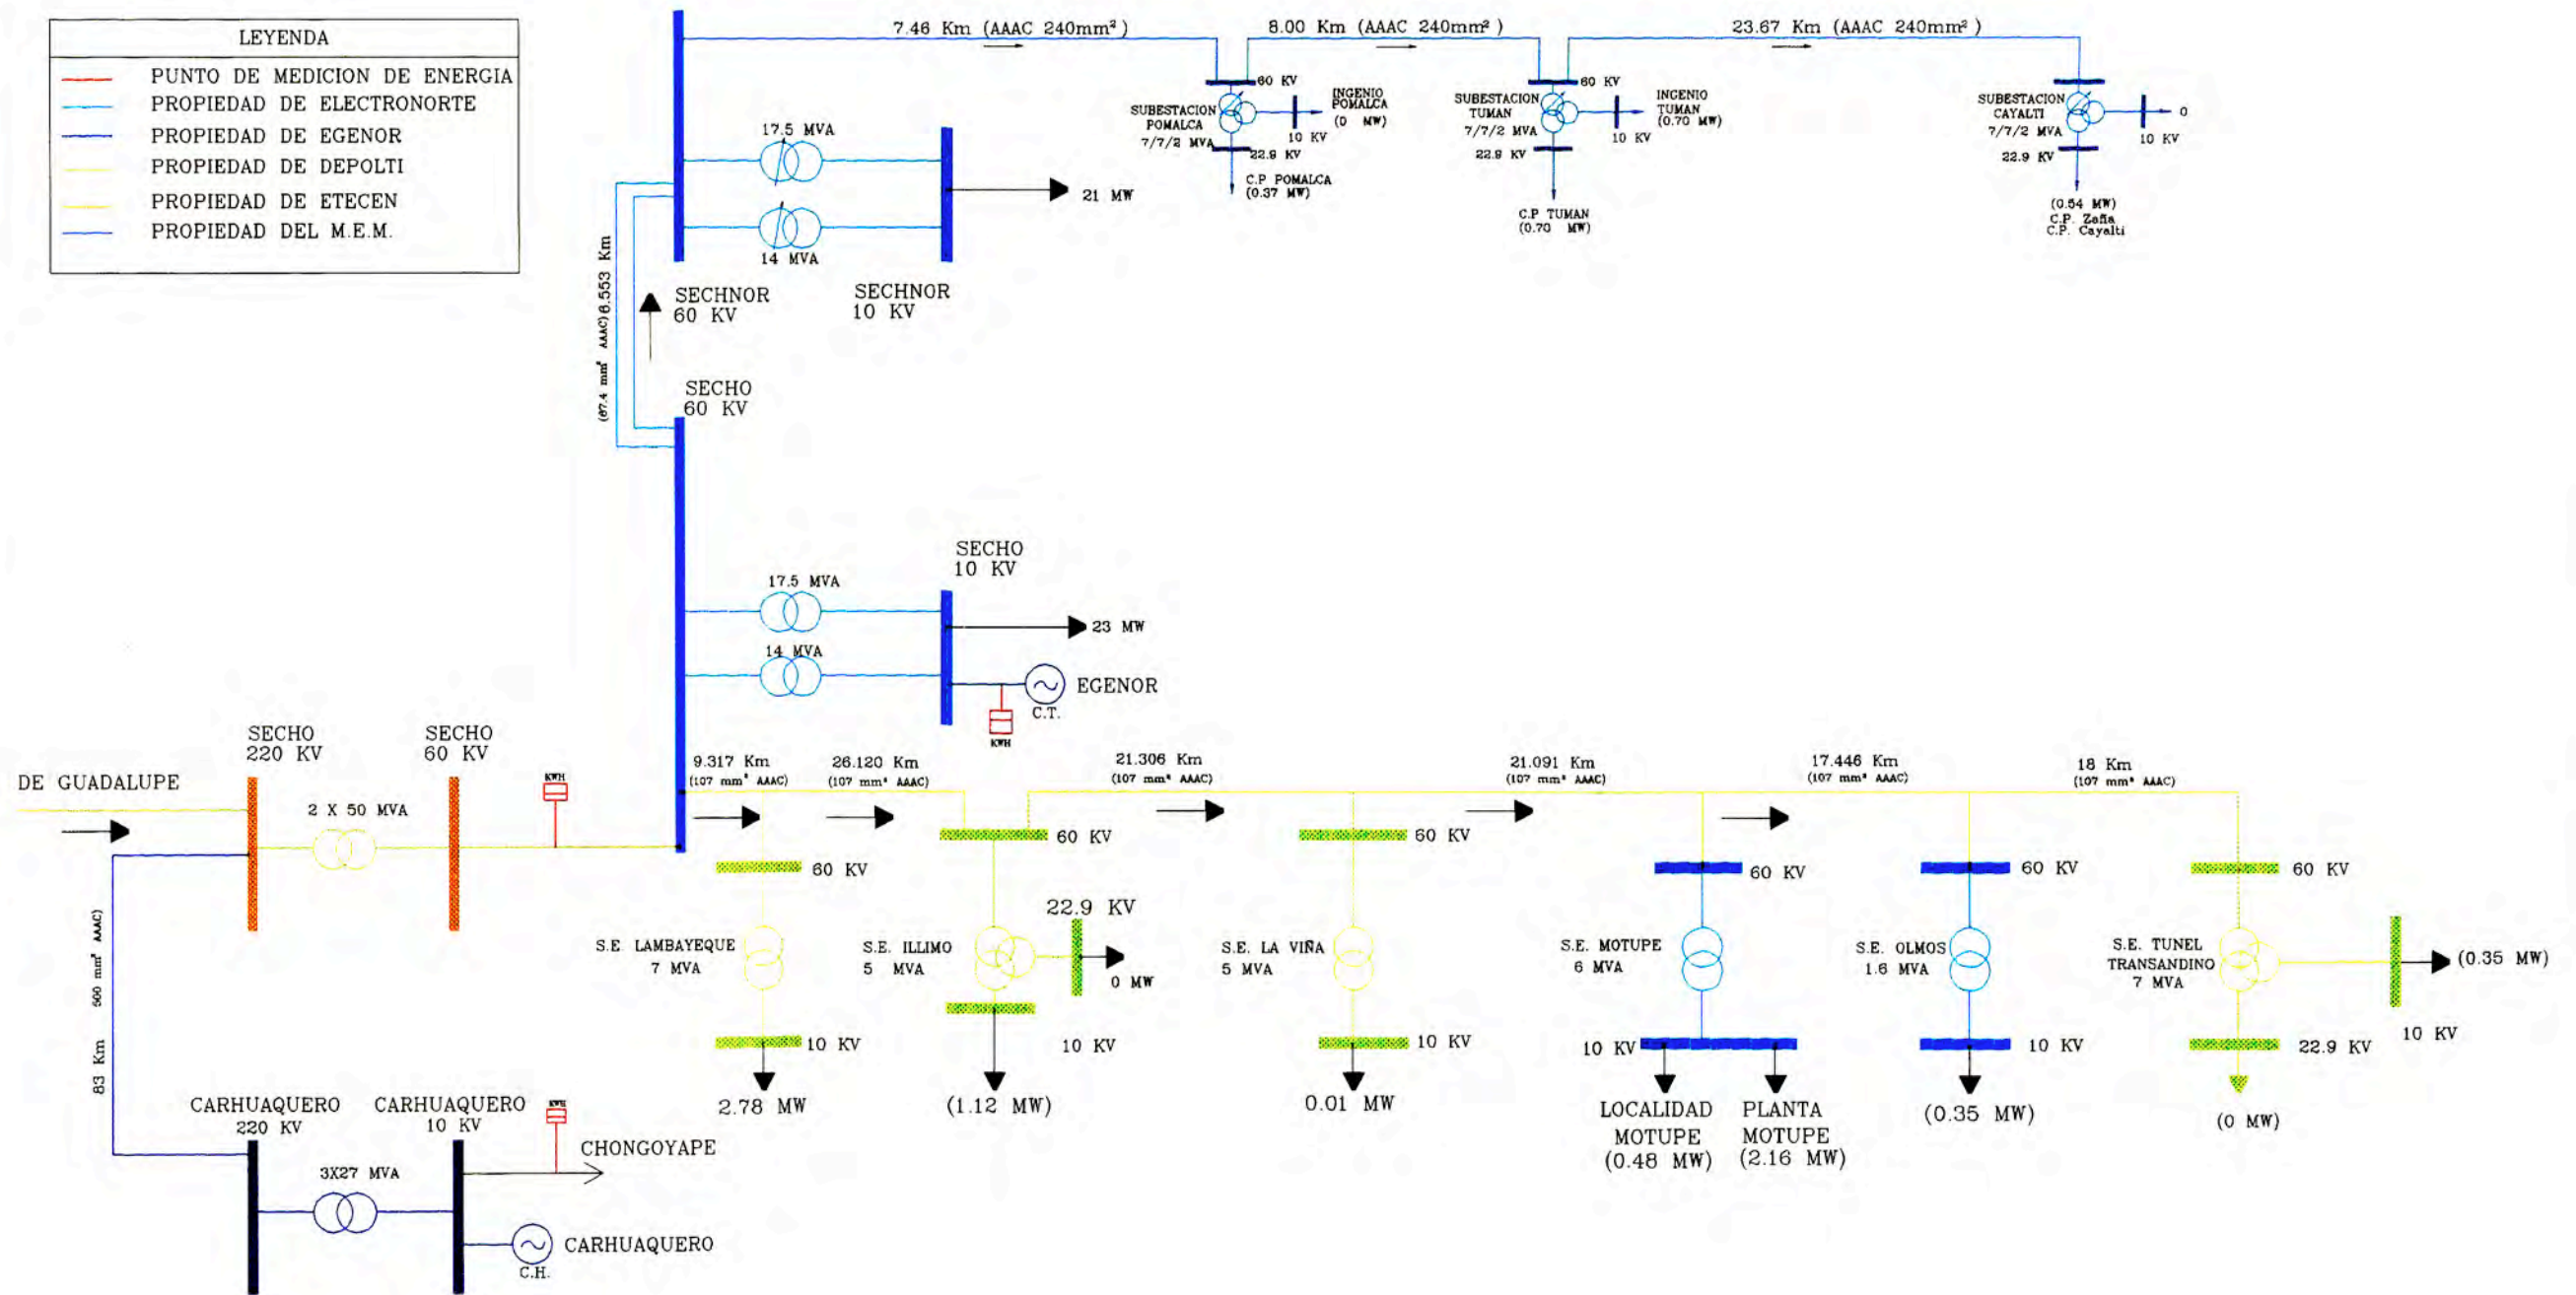 LEYENDA
PUNTO DE MEDICION DE ENERGIA
PROPIEDAD DE ELECTRONORTE
PROPIEDAD DE EGENOR
PROPIEDAD DE DEPOLTI
PROPIEDAD DE ETECEN
PROPIEDAD DEL M.E.M.
7.46 Km (AAAC 240mm²)
8.00 Km (AAAC 240mm²)
23.67 Km (AAAC 240mm²)
60 KV
SUBESTACION
POMALCA
7/7/2 MVA
INGENIO
POMALCA
(0 MW)
10 KV
22.9 KV
C.P POMALCA
(0.37 MW)
60 KV
SUBESTACION
TUMAN
7/7/2 MVA
INGENIO
TUMAN
(0.70 MW)
10 KV
22.9 KV
C.P TUMAN
(0.70 MW)
SUBESTACION
CAYALTI
7/7/2 MVA
0
10 KV
22.9 KV
(0.54 MW)
C.P. Zaña
C.P. Cayalti
17.5 MVA
14 MVA
21 MW
SECHNOR
60 KV
SECHNOR
10 KV
(67.4 mm² AAAC) 6.553 Km
SECHO
60 KV
SECHO
10 KV
17.5 MVA
14 MVA
23 MW
EGENOR
C.T.
KWH
SECHO
220 KV
SECHO
60 KV
DE GUADALUPE
2 X 50 MVA
KWH
9.317 Km
(107 mm² AAAC)
26.120 Km
(107 mm² AAAC)
21.306 Km
(107 mm² AAAC)
21.091 Km
(107 mm² AAAC)
17.446 Km
(107 mm² AAAC)
18 Km
(107 mm² AAAC)
60 KV
S.E. LAMBAYEQUE
7 MVA
10 KV
2.78 MW
60 KV
S.E. ILLIMO
5 MVA
22.9 KV
0 MW
10 KV
(1.12 MW)
60 KV
S.E. LA VIÑA
5 MVA
10 KV
0.01 MW
60 KV
S.E. MOTUPE
6 MVA
10 KV
LOCALIDAD
MOTUPE
(0.48 MW)
PLANTA
MOTUPE
(2.16 MW)
60 KV
S.E. OLMOS
1.6 MVA
10 KV
(0.35 MW)
60 KV
S.E. TUNEL
TRANSANDINO
7 MVA
(0.35 MW)
10 KV
22.9 KV
(0 MW)
83 Km 500 mm² AAAC)
CARHUAQUERO
220 KV
CARHUAQUERO
10 KV
KWH
CHONGOYAPE
3X27 MVA
CARHUAQUERO
C.H.